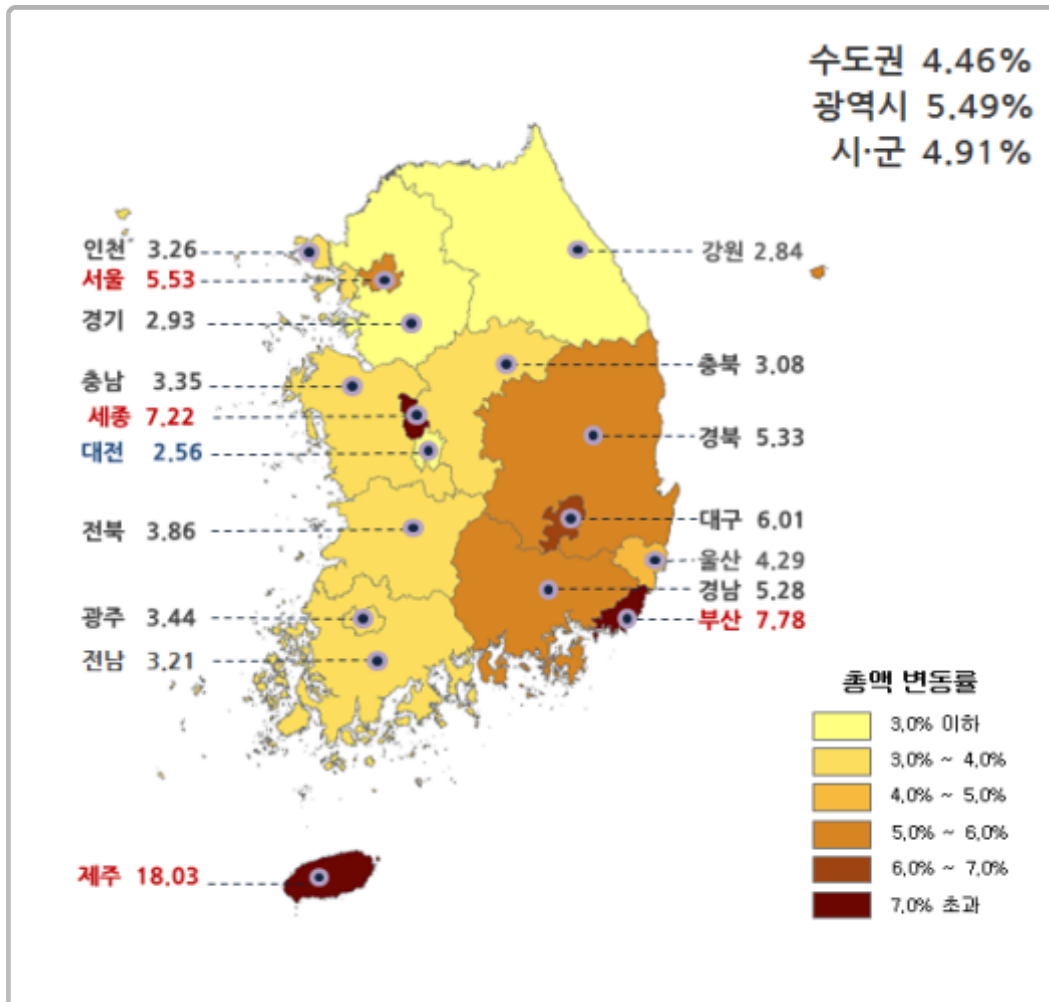 수도권 4.46%
광역시 5.49%
시·군 4.91%
인천 3.26
서울 5.53
경기 2.93
충남 3.35
세종 7.22
대전 2.56
전북 3.86
광주 3.44
전남 3.21
제주 18.03
강원 2.84
충북 3.08
경북 5.33
대구 6.01
울산 4.29
경남 5.28
부산 7.78
총액 변동률
3.0% 이하
3.0% ~ 4.0%
4.0% ~ 5.0%
5.0% ~ 6.0%
6.0% ~ 7.0%
7.0% 초과